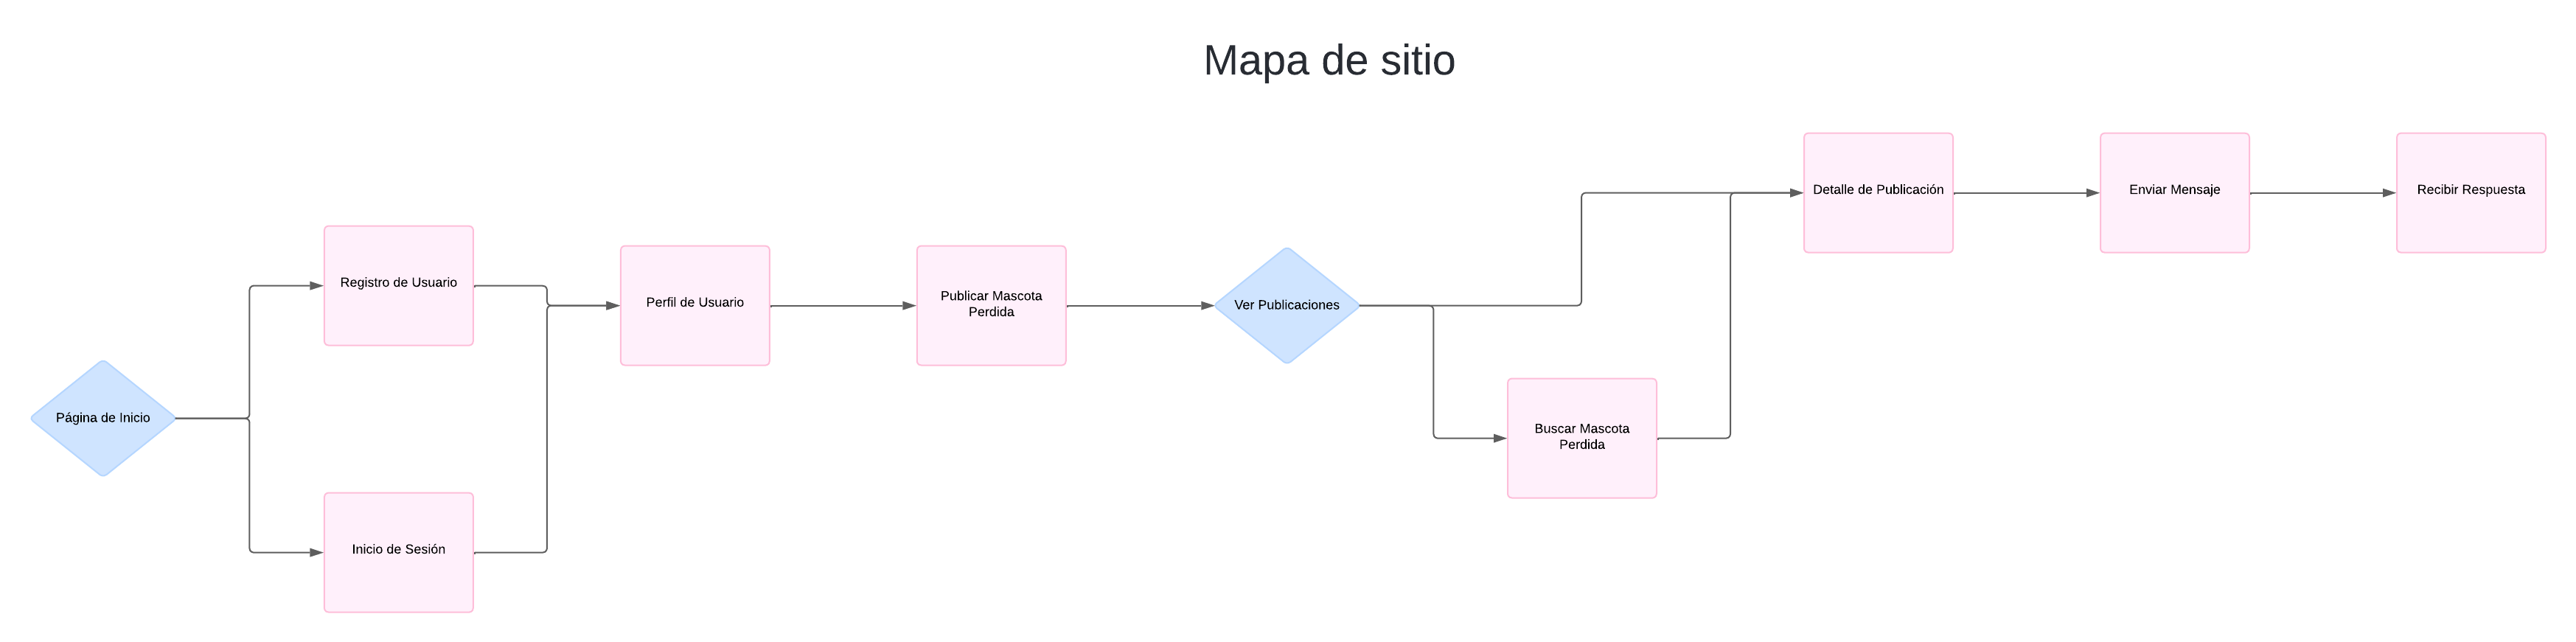 Mapa de sitio
Página de Inicio
Registro de Usuario
Inicio de Sesión
Perfil de Usuario
Publicar Mascota
Perdida
Ver Publicaciones
Buscar Mascota
Perdida
Detalle de Publicación
Enviar Mensaje
Recibir Respuesta